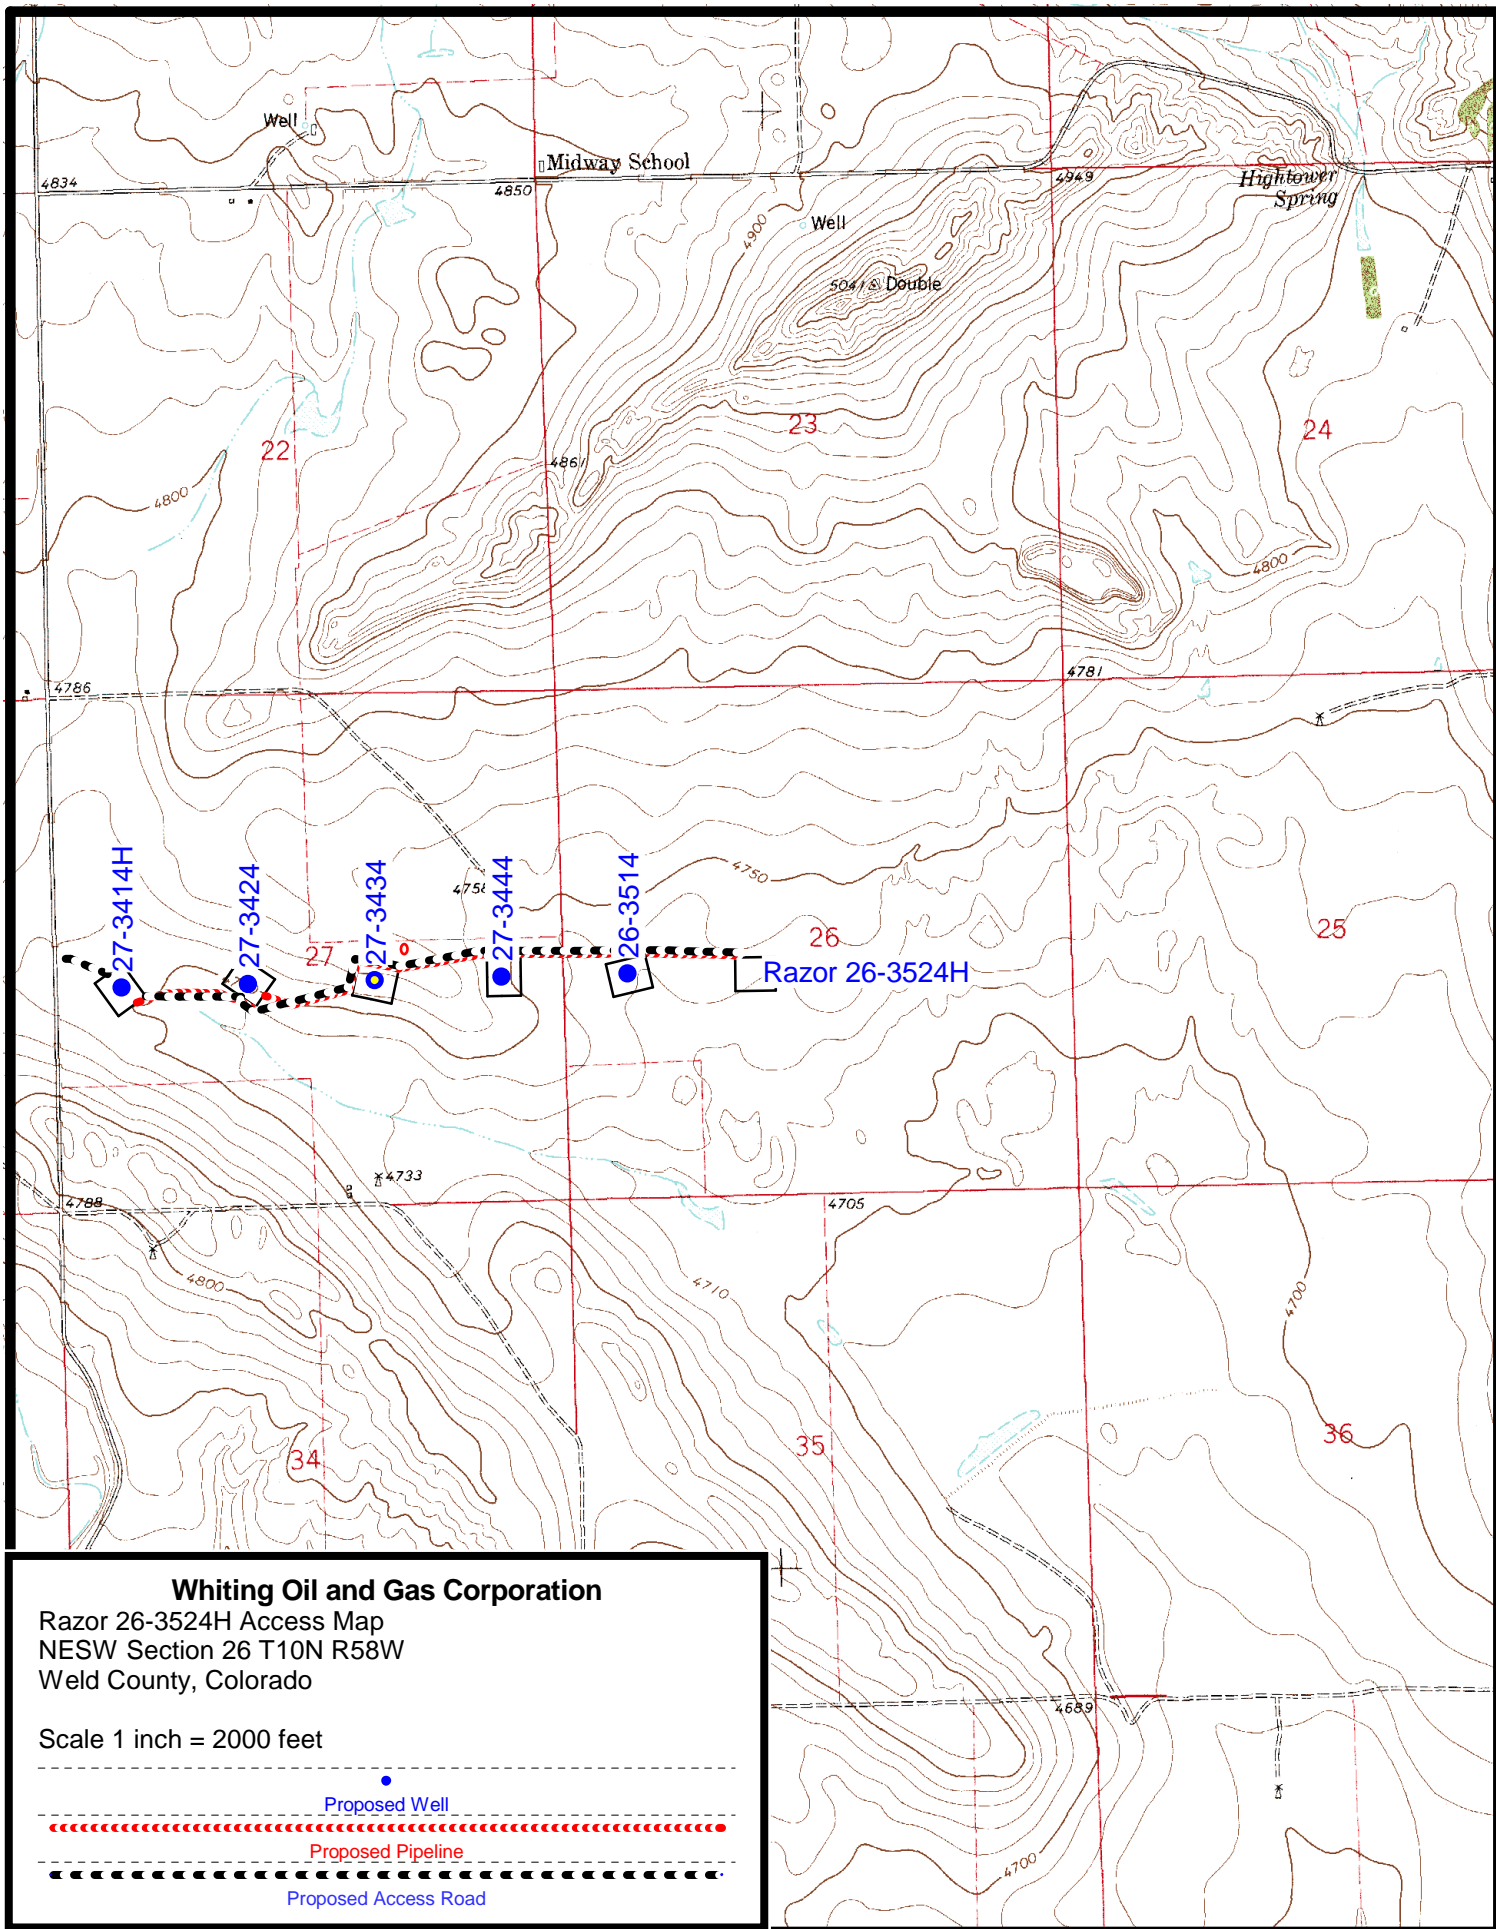 Well
Midway School
4834
4850
4949
Hightower
Spring
4900
Well
5041
Double
22
23
24
4861
4800
4800
4786
4781
27-3414H
27-3424
27-3434
27-3444
26-3514
4750
27
26
25
Razor 26-3524H
4733
4788
4705
4800
4710
4700
34
35
36
4689
4700
Whiting Oil and Gas Corporation
Razor 26-3524H Access Map
NESW Section 26 T10N R58W
Weld County, Colorado
Scale 1 inch = 2000 feet
Proposed Well
Proposed Pipeline
Proposed Access Road